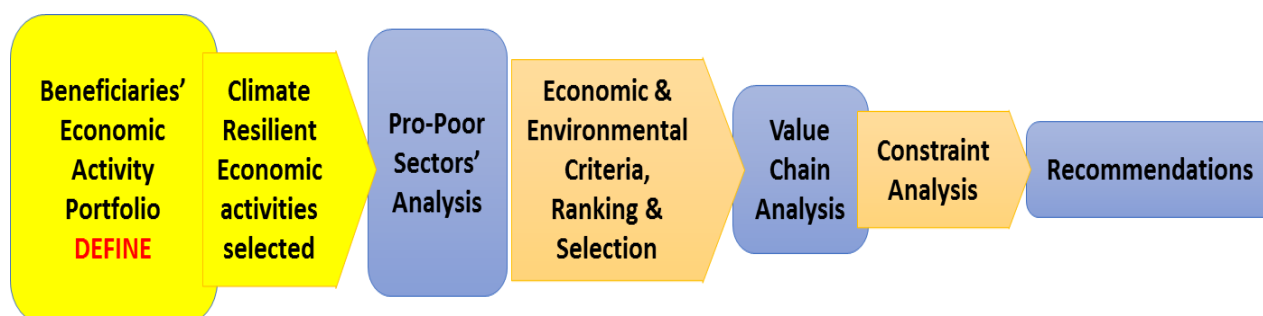 Beneficiaries’
Economic
Activity
Portfolio
DEFINE
Climate
Resilient
Economic
activities
selected
Pro-Poor
Sectors’
Analysis
Economic &
Environmental
Criteria,
Ranking &
Selection
Value
Chain
Analysis
Constraint
Analysis
Recommendations